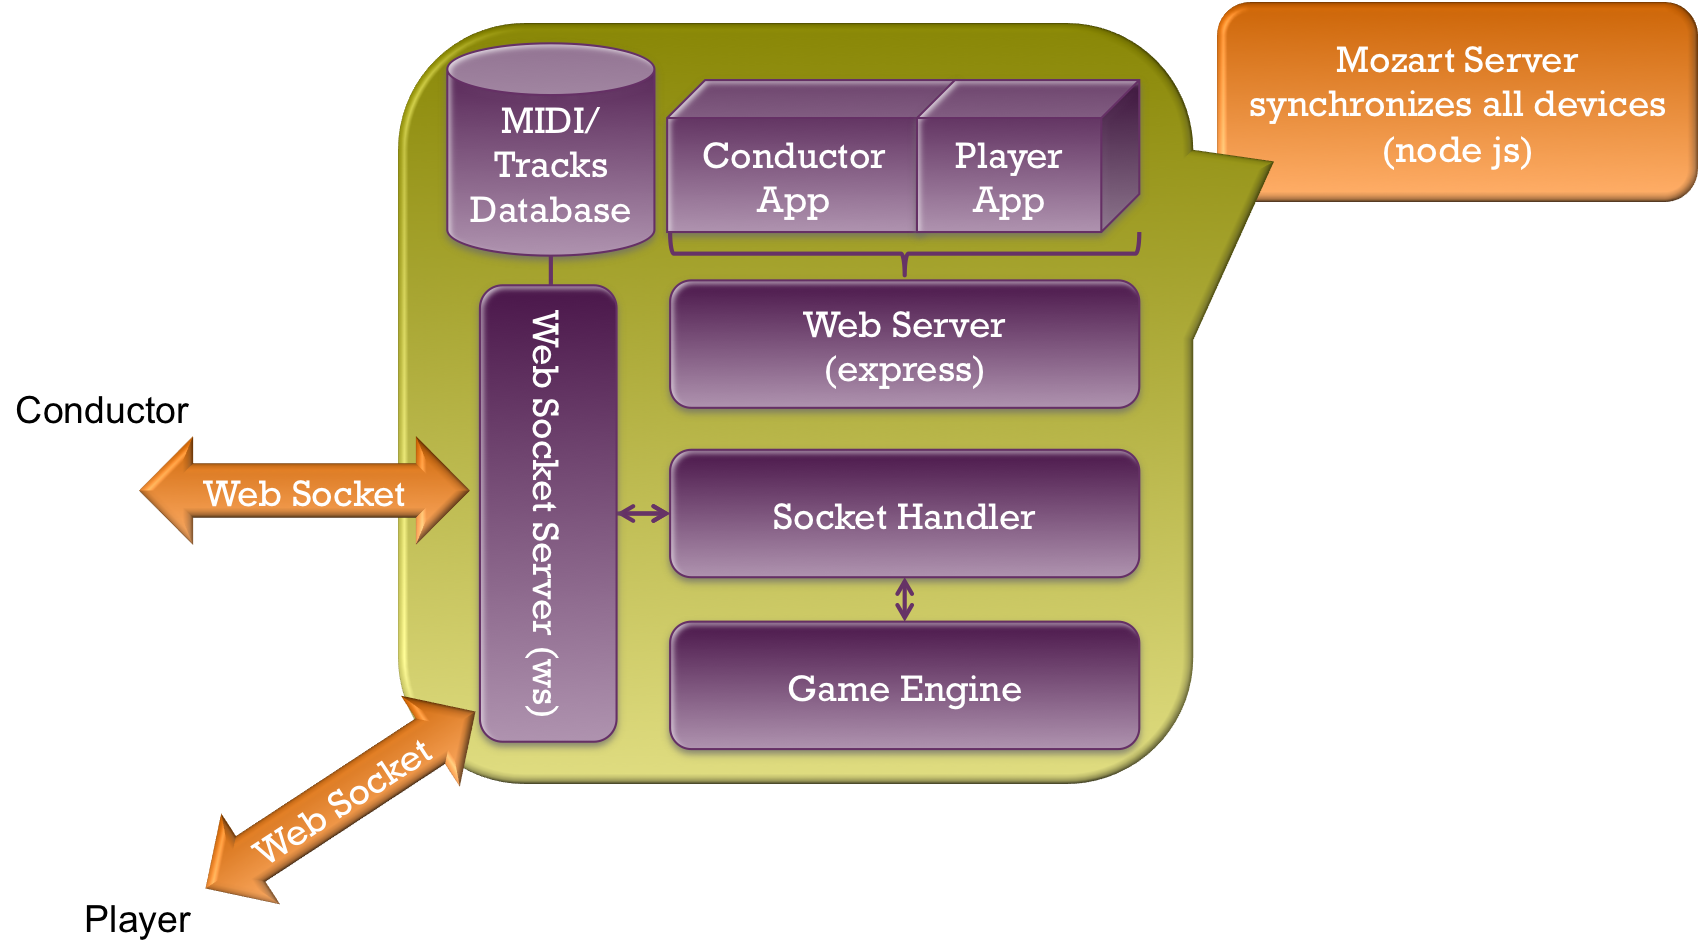 MIDI/
Tracks
Database
Conductor
App
Player
App
Mozart Server
synchronizes all devices
(node js)
Web Server
(express)
Web Socket Server (ws)
Conductor
Web Socket
Socket Handler
Game Engine
Web Socket
Player